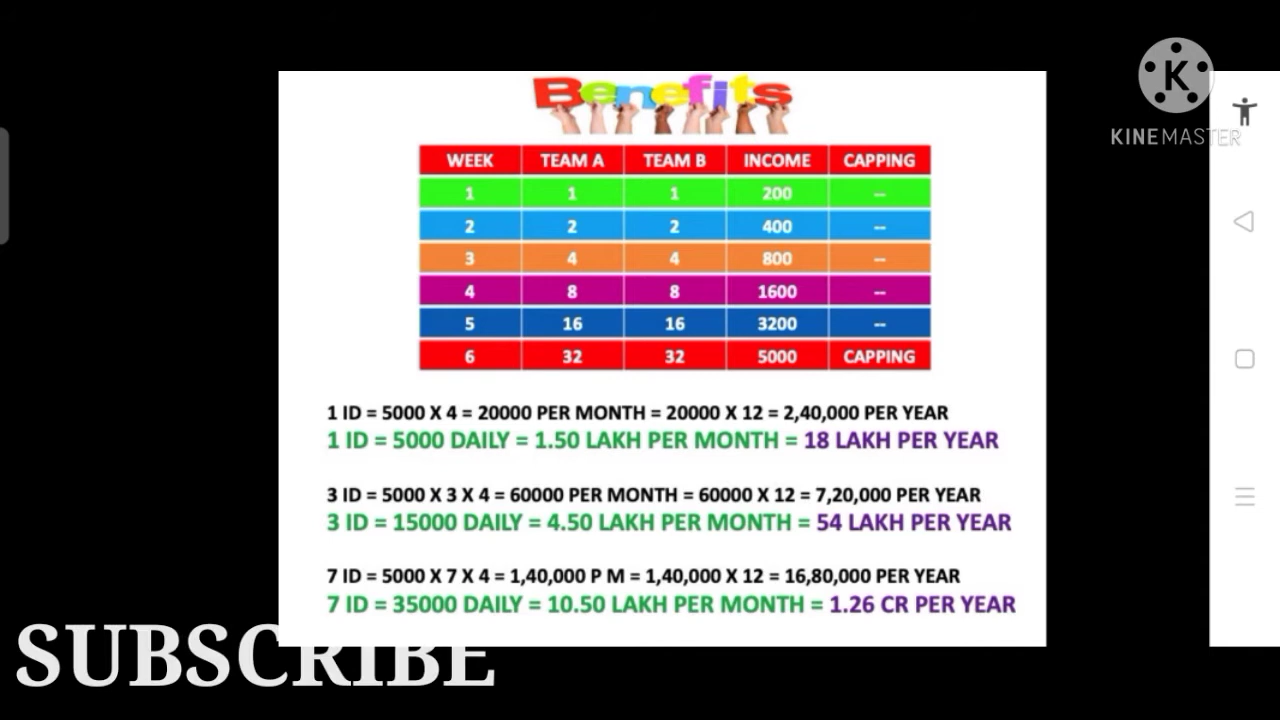 Benefits
KINEMASTER
WEEK TEAM A TEAM B INCOME CAPPING
1 1 1 200 --
2 2 2 400 --
3 4 4 800 --
4 8 8 1600 --
5 16 16 3200 --
6 32 32 5000 CAPPING
1 ID = 5000 X 4 = 20000 PER MONTH = 20000 X 12 = 2,40,000 PER YEAR
1 ID = 5000 DAILY = 1.50 LAKH PER MONTH = 18 LAKH PER YEAR
3 ID = 5000 X 3 X 4 = 60000 PER MONTH = 60000 X 12 = 7,20,000 PER YEAR
3 ID = 15000 DAILY = 4.50 LAKH PER MONTH = 54 LAKH PER YEAR
7 ID = 5000 X 7 X 4 = 1,40,000 P M = 1,40,000 X 12 = 16,80,000 PER YEAR
7 ID = 35000 DAILY = 10.50 LAKH PER MONTH = 1.26 CR PER YEAR
SUBSCRIBE